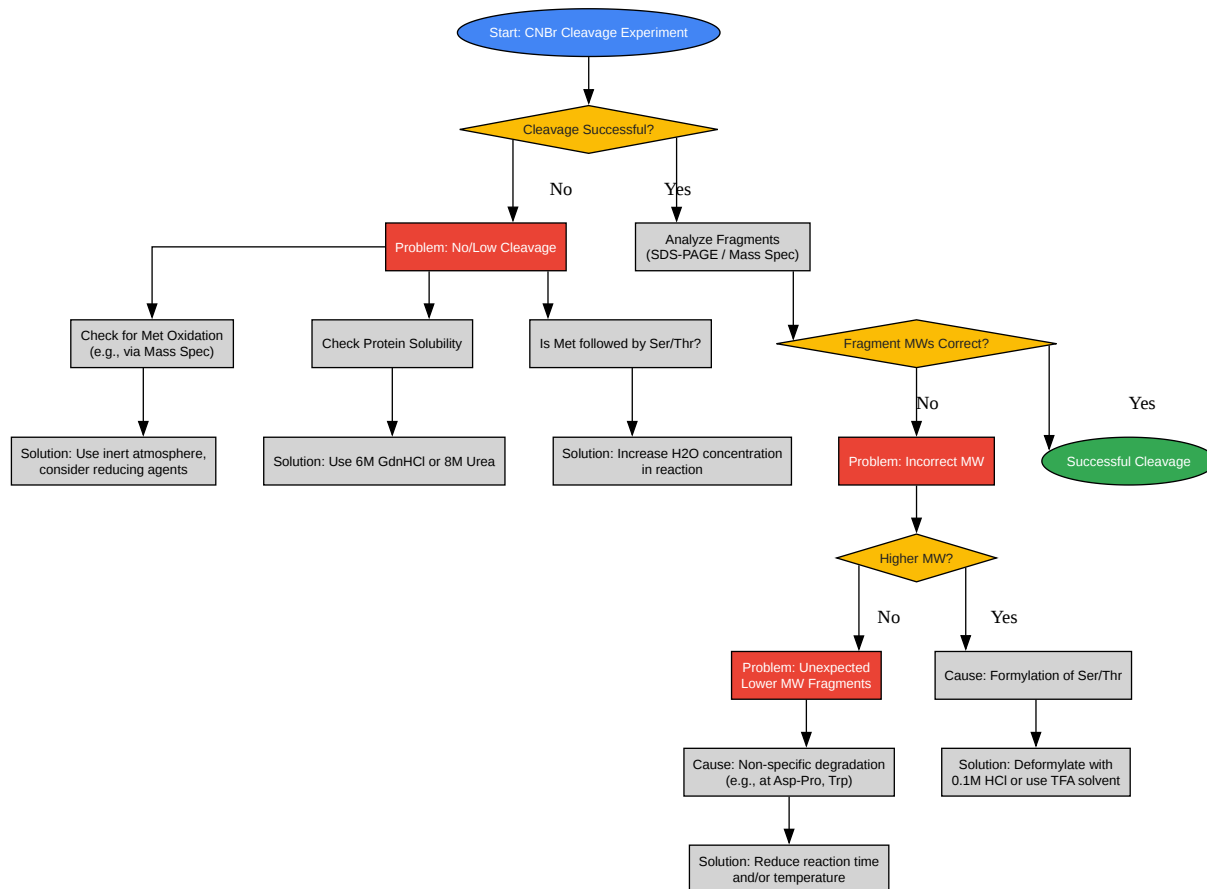 Start: CNBr Cleavage Experiment
Cleavage Successful?
No
Yes
Problem: No/Low Cleavage
Analyze Fragments
(SDS-PAGE / Mass Spec)
Check for Met Oxidation
(e.g., via Mass Spec)
Check Protein Solubility
Is Met followed by Ser/Thr?
Fragment MWs Correct?
No
Yes
Solution: Use inert atmosphere,
consider reducing agents
Solution: Use 6M GdnHCl or 8M Urea
Solution: Increase H2O concentration
in reaction
Problem: Incorrect MW
Successful Cleavage
Higher MW?
No
Yes
Problem: Unexpected
Lower MW Fragments
Cause: Formylation of Ser/Thr
Cause: Non-specific degradation
(e.g., at Asp-Pro, Trp)
Solution: Deformylate with
0.1M HCl or use TFA solvent
Solution: Reduce reaction time
and/or temperature